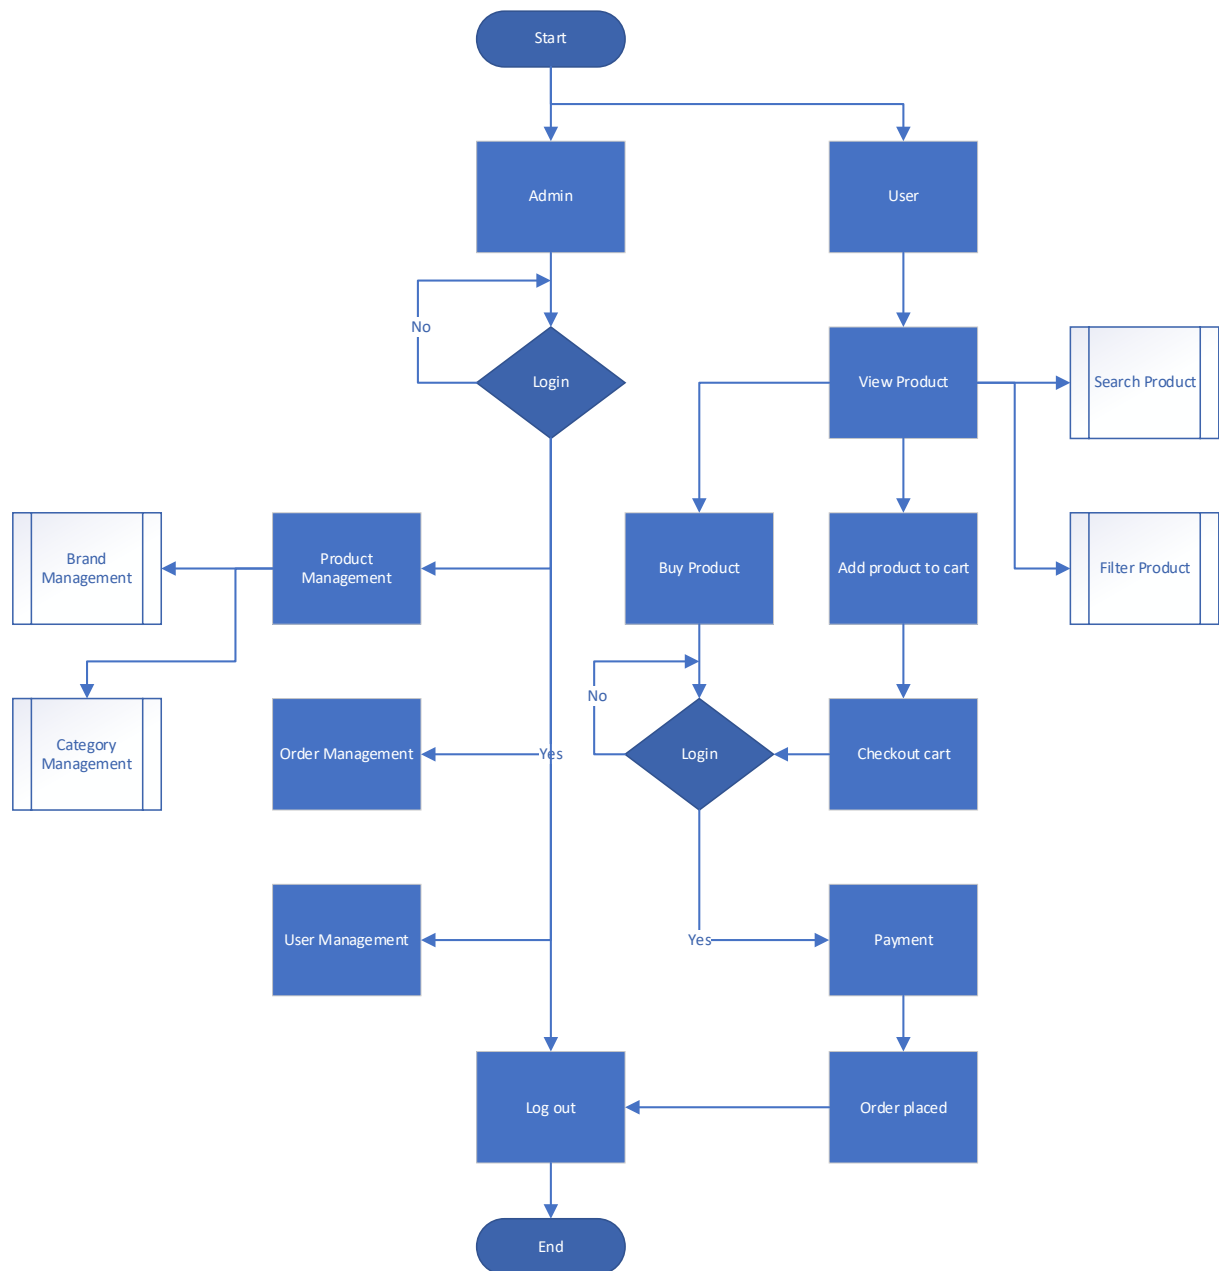 Start
Admin
User
No
Login
View Product
Search Product
Brand
Management
Product
Management
Buy Product
Add product to cart
Filter Product
No
Category
Management
Order Management
Yes
Login
Checkout cart
User Management
Yes
Payment
Log out
Order placed
End